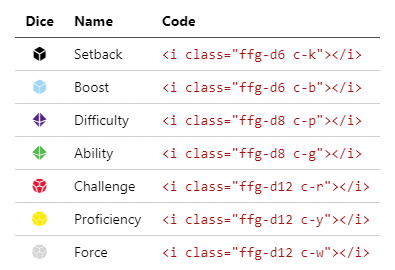 Dice Name Code
Setback <i class="ffg-d6 c-k"></i>
Boost <i class="ffg-d6 c-b"></i>
Difficulty <i class="ffg-d8 c-p"></i>
Ability <i class="ffg-d8 c-g"></i>
Challenge <i class="ffg-d12 c-r"></i>
Proficiency <i class="ffg-d12 c-y"></i>
Force <i class="ffg-d12 c-w"></i>